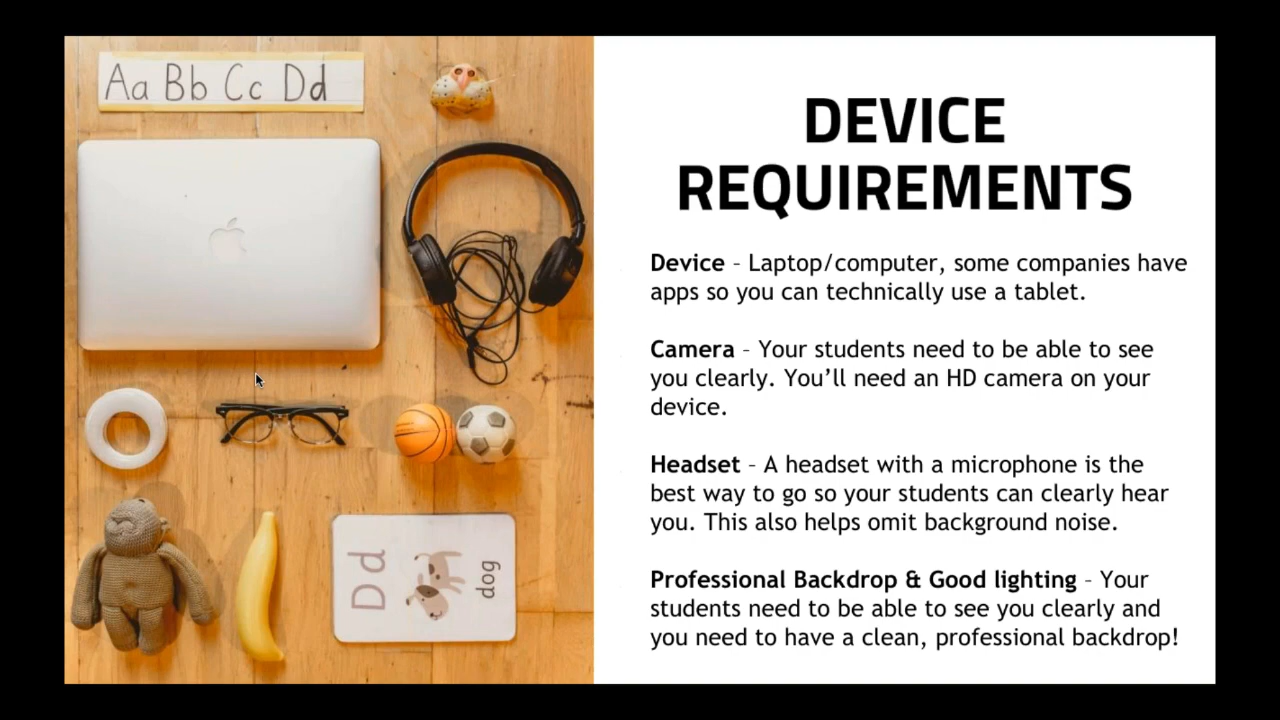 Aa Bb Cc Dd
Dd
dog
DEVICE
REQUIREMENTS
Device – Laptop/computer, some companies have
apps so you can technically use a tablet.
Camera – Your students need to be able to see
you clearly. You’ll need an HD camera on your
device.
Headset – A headset with a microphone is the
best way to go so your students can clearly hear
you. This also helps omit background noise.
Professional Backdrop & Good lighting – Your
students need to be able to see you clearly and
you need to have a clean, professional backdrop!